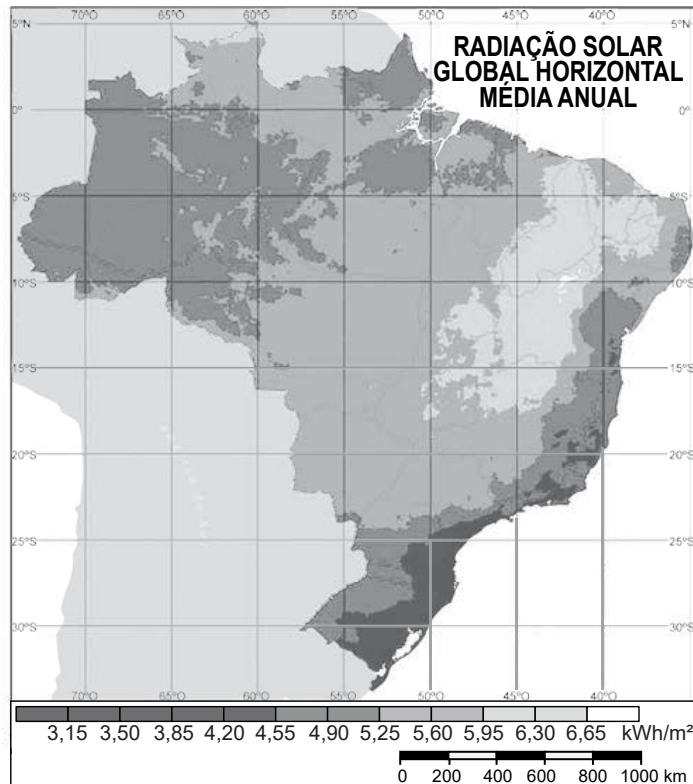 70°O 65°O 60°O 55°O 50°O 45°O 40°O
RADIAÇÃO SOLAR
GLOBAL HORIZONTAL
MÉDIA ANUAL
5°N 5°N
0° 0°
5°S 5°S
10°S 10°S
15°S 15°S
20°S 20°S
25°S 25°S
30°S 30°S
70°O 65°O 60°O 55°O 50°O 45°O 40°O
3,15 3,50 3,85 4,20 4,55 4,90 5,25 5,60 5,95 6,30 6,65 kWh/m²
0 200 400 600 800 1000 km